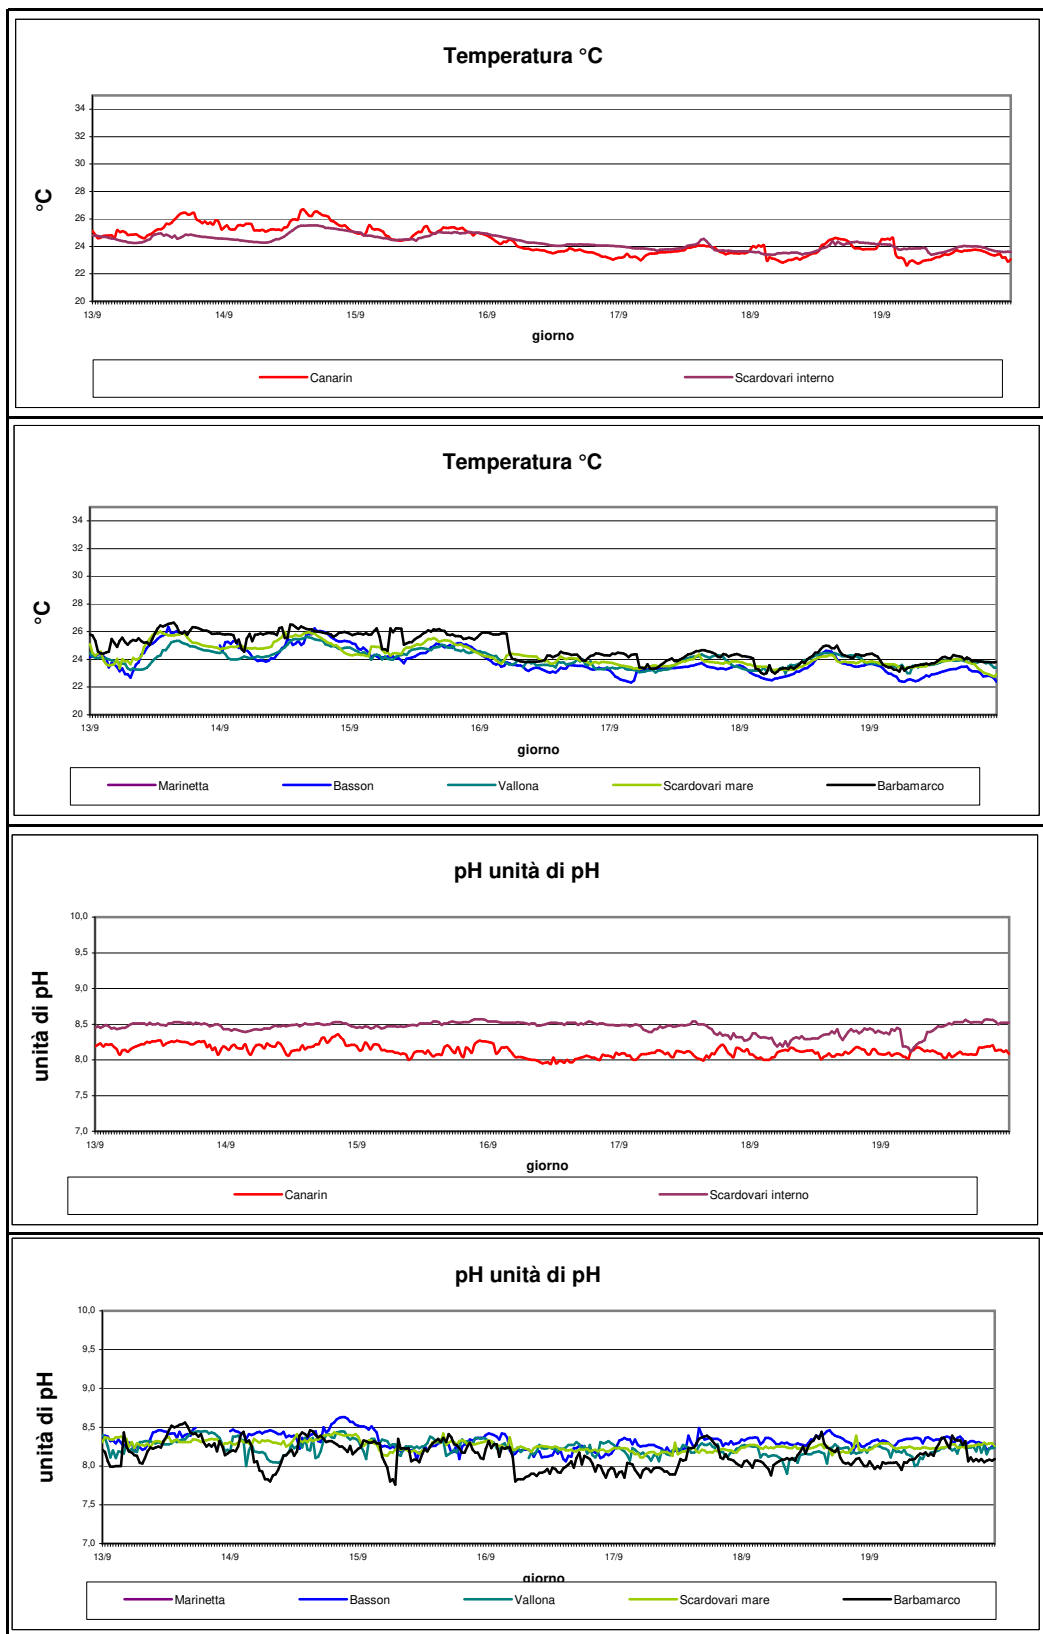 Temperatura °C
34
32
30
28
26
24
22
20
°C
13/9 14/9 15/9 16/9 17/9 18/9 19/9
giorno
Canarin Scardovari interno
Temperatura °C
34
32
30
28
26
24
22
20
°C
13/9 14/9 15/9 16/9 17/9 18/9 19/9
giorno
Marinetta Basson Vallona Scardovari mare Barbamarco
pH unità di pH
10,0
9,5
9,0
8,5
8,0
7,5
7,0
unità di pH
13/9 14/9 15/9 16/9 17/9 18/9 19/9
giorno
Canarin Scardovari interno
pH unità di pH
10,0
9,5
9,0
8,5
8,0
7,5
7,0
unità di pH
13/9 14/9 15/9 16/9 17/9 18/9 19/9
giorno
Marinetta Basson Vallona Scardovari mare Barbamarco